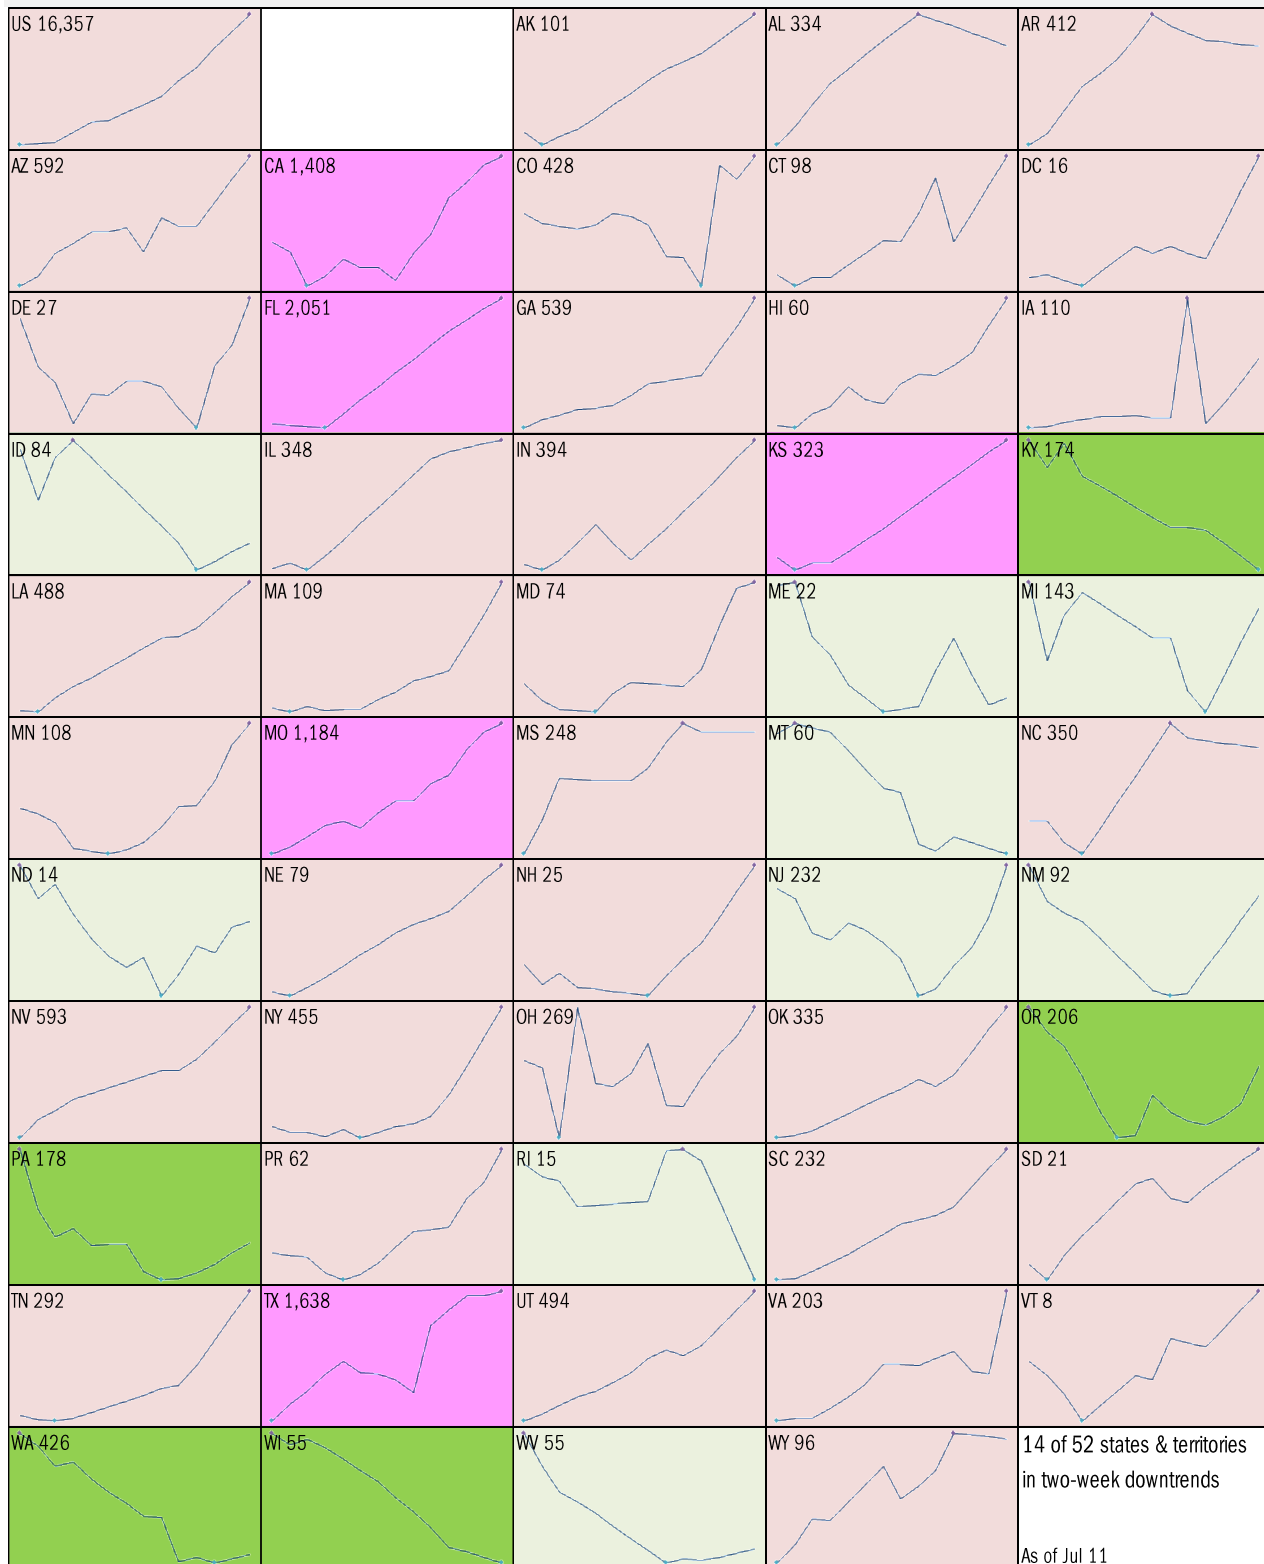 US 16,357
AK 101
AL 334
AR 412
AZ 592
CA 1,408
CO 428
CT 98
DC 16
DE 27
FL 2,051
GA 539
HI 60
IA 110
ID 84
IL 348
IN 394
KS 323
KY 174
LA 488
MA 109
MD 74
ME 22
MI 143
MN 108
MO 1,184
MS 248
MT 60
NC 350
ND 14
NE 79
NH 25
NJ 232
NM 92
NV 593
NY 455
OH 269
OK 335
OR 206
PA 178
PR 62
RI 15
SC 232
SD 21
TN 292
TX 1,638
UT 494
VA 203
VT 8
WA 426
WI 55
WV 55
WY 96
14 of 52 states & territories
in two-week downtrends
As of Jul 11